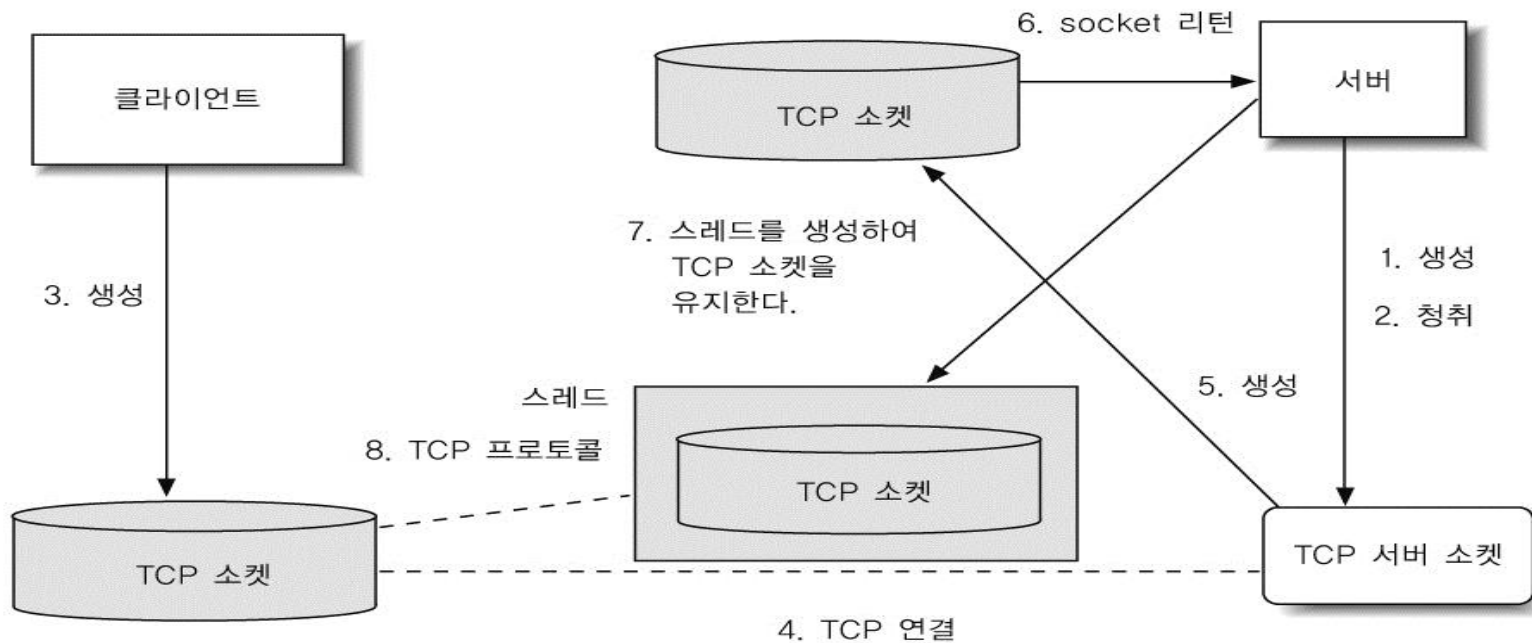 6. socket 리턴
클라이언트
서버
TCP 소켓
7. 스레드를 생성하여
TCP 소켓을
유지한다.
1. 생성
3. 생성
2. 청취
5. 생성
스레드
8. TCP 프로토콜
TCP 소켓
TCP 서버 소켓
TCP 소켓
4. TCP 연결